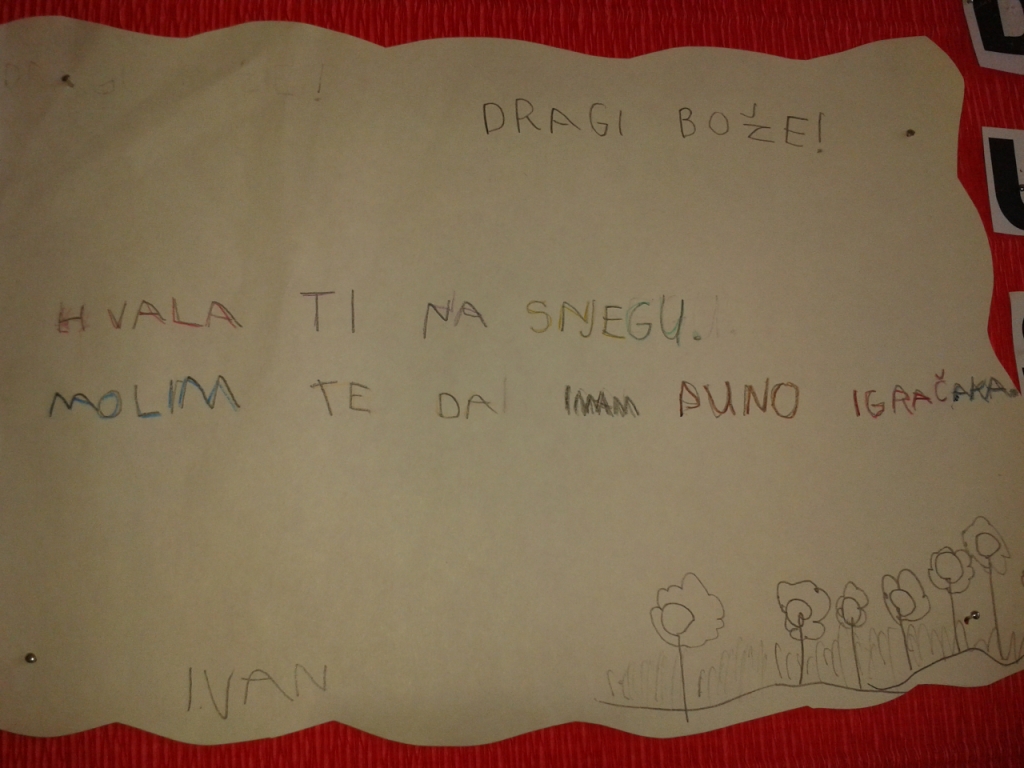 DRAGI BOŽE!
HVALA TI NA SNJEGU.
MOLIM TE DA IMAM PUNO IGRAČAKA
IVAN
U